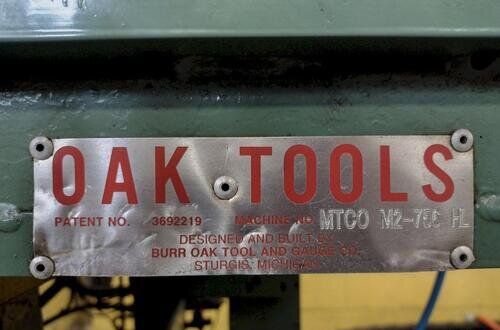 OAK TOOLS
PATENT NO. 3692219 MACHINE NO. MTCO M2-756 HL
DESIGNED AND BUILT BY
BURR OAK TOOL AND GAUGE CO.
STURGIS, MICHIGAN